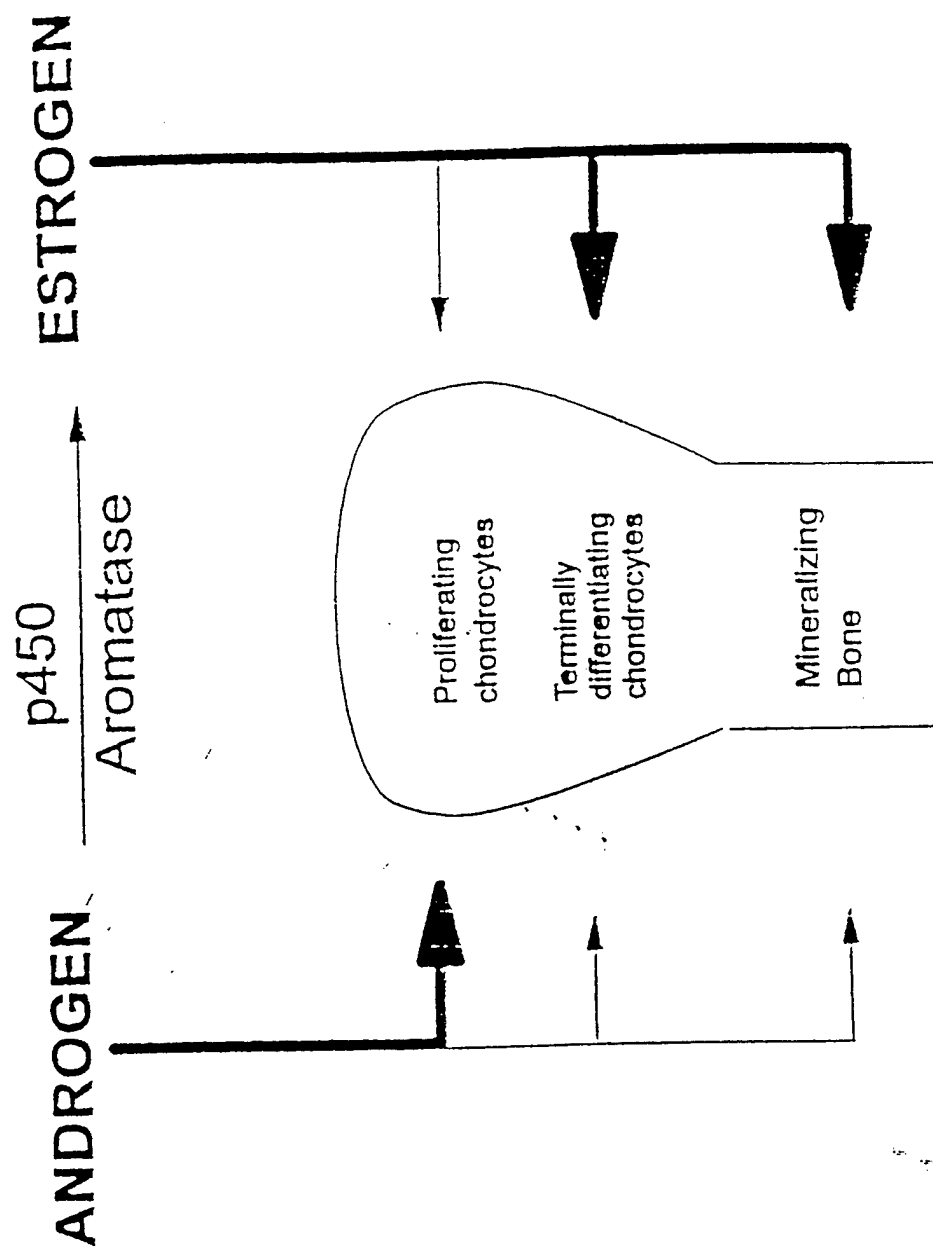 ANDROGEN
p450
Aromatase
ESTROGEN
Proliferating
chondrocytes
Terminally
differentiating
chondrocytes
Mineralizing
Bone